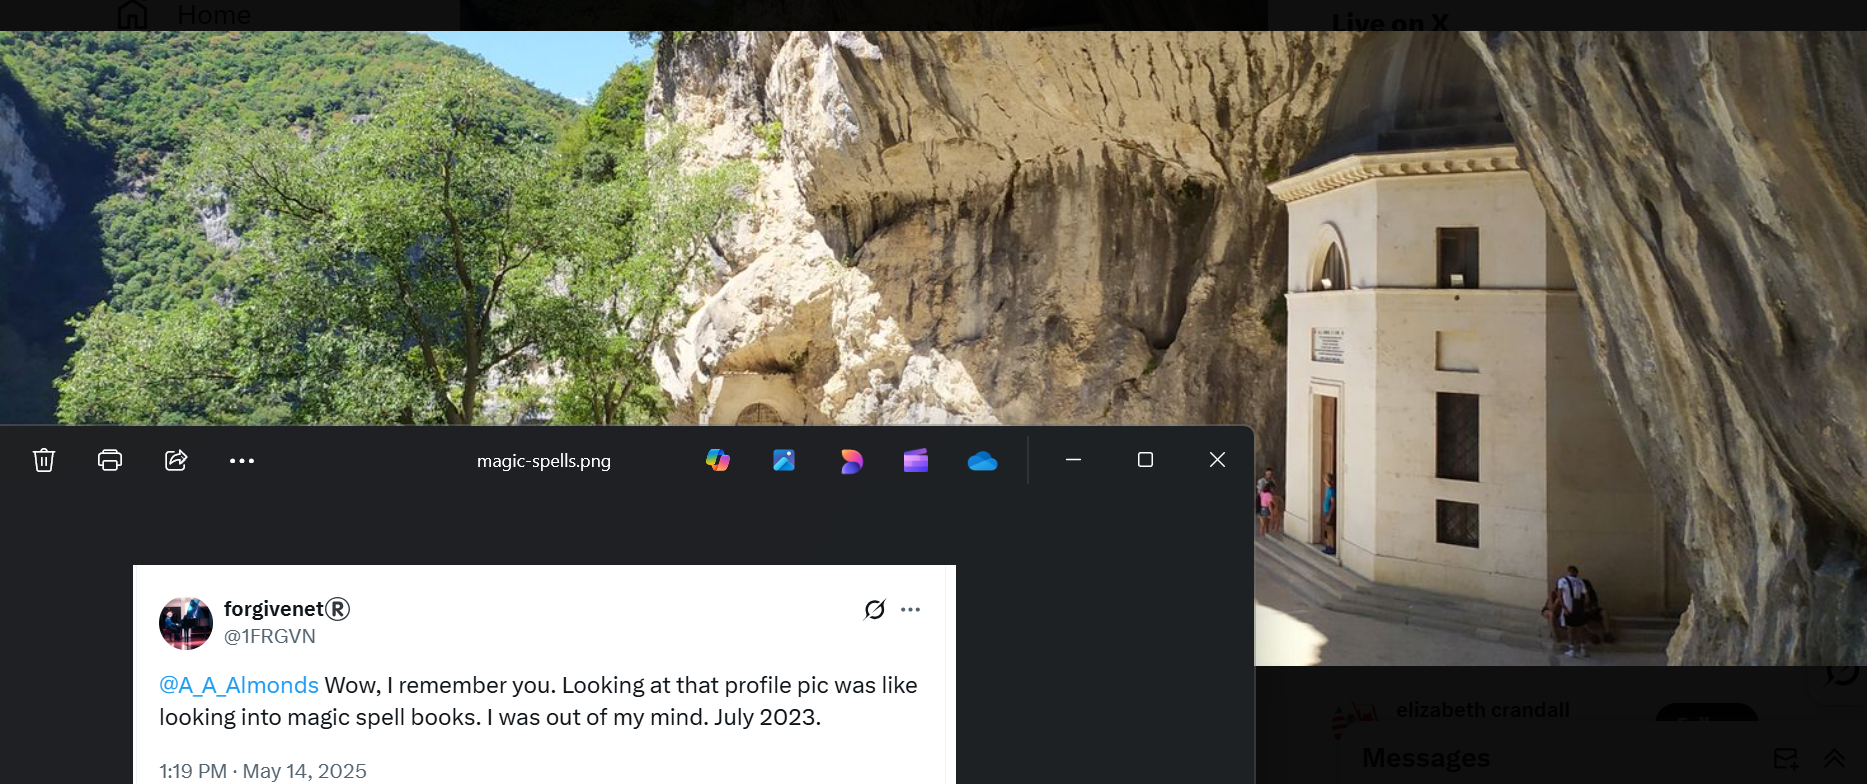 Home
Live on X
magic-spells.png
forgivenet®
@1FRGVN
@A_A_Almonds Wow, I remember you. Looking at that profile pic was like
looking into magic spell books. I was out of my mind. July 2023.
1:19 PM · May 14, 2025
elizabeth crandall
Messages